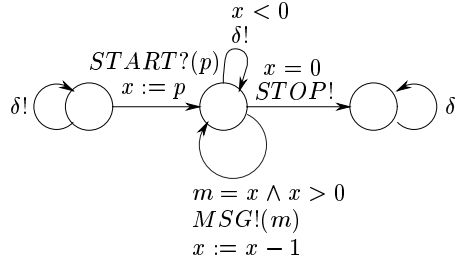 x < 0
δ!
START?(p)
x := p
x = 0
STOP!
δ!
δ
m = x ∧ x > 0
MSG!(m)
x := x − 1